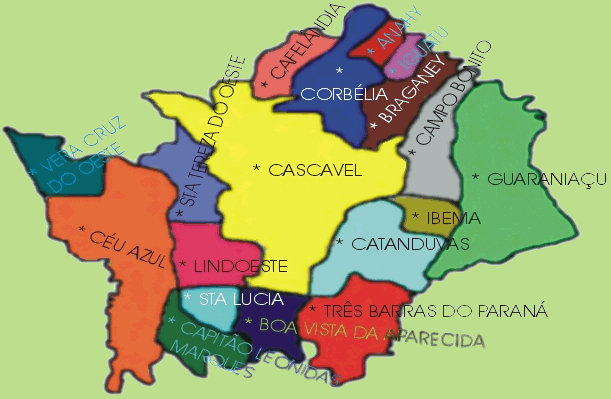 * CAFELÂNDIA
* ANAHY
* IGUATU
* CORBÉLIA
* BRAGANEY
* CAMPO BONITO
* VERA CRUZ
DO OESTE
* STA TEREZA DO OESTE
* CASCAVEL
* GUARANIAÇU
* IBEMA
* CÉU AZUL
* CATANDUVAS
* LINDOESTE
* STA LUCIA
* TRÊS BARRAS DO PARANÁ
* BOA VISTA DA APARECIDA
* CAPITÃO LEONIDAS
MARQUES